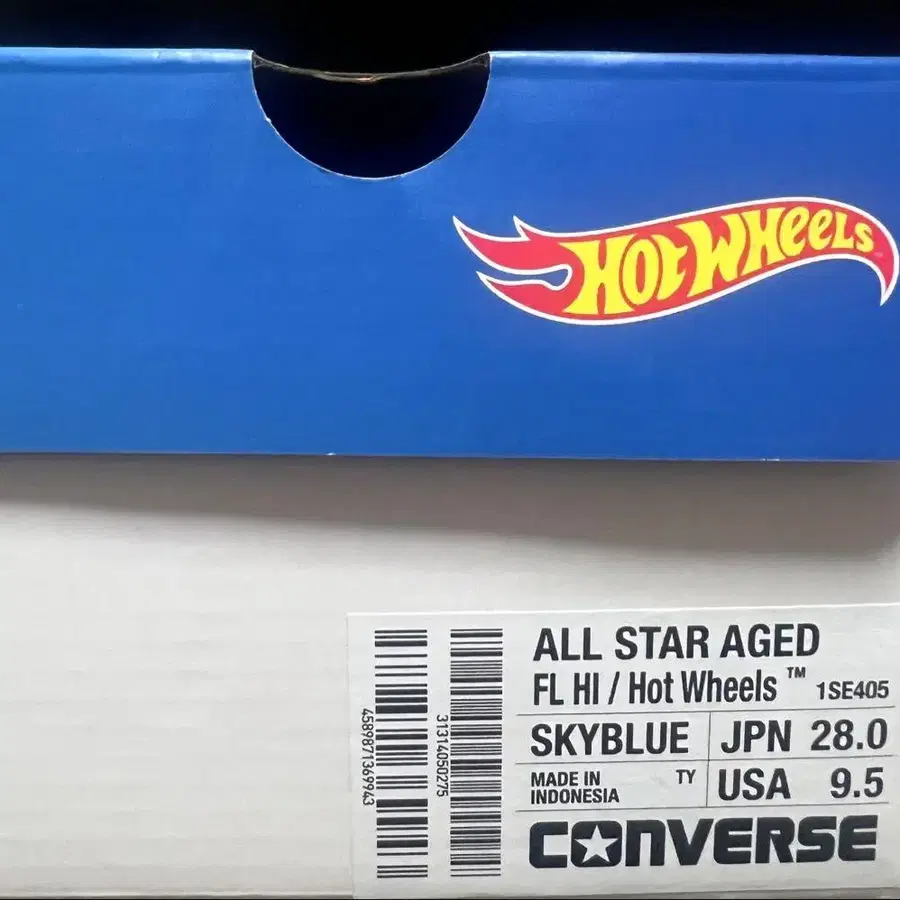 HOT WHEELS
ALL STAR AGED
FL HI / Hot Wheels ™ 1SE405
SKYBLUE JPN 28.0
MADE IN INDONESIA TY USA 9.5
CONVERSE
4589871369943
31314050275